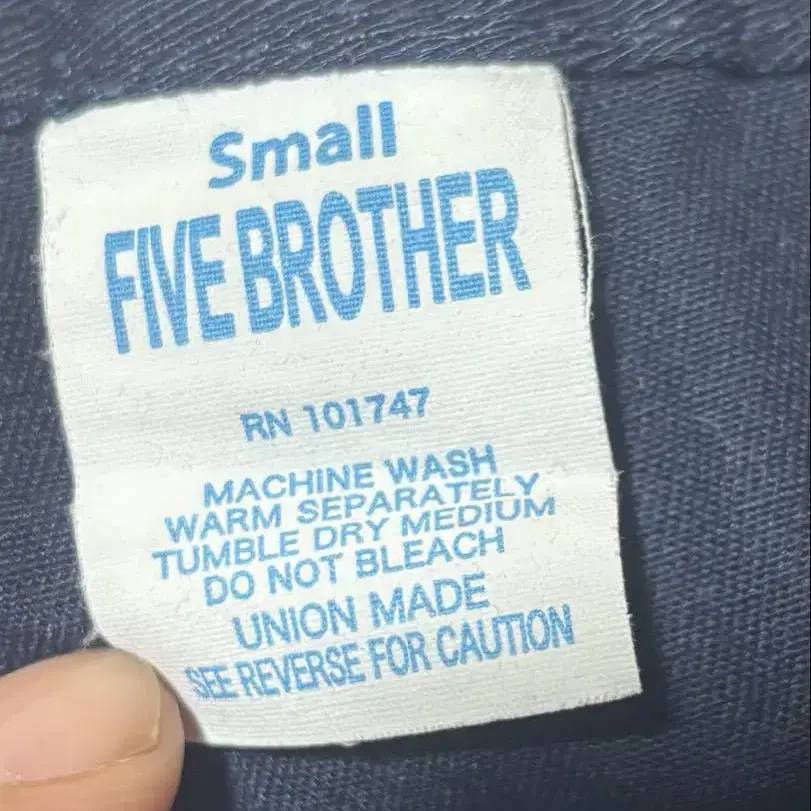 Small
FIVE BROTHER
RN 101747
MACHINE WASH
WARM SEPARATELY
TUMBLE DRY MEDIUM
DO NOT BLEACH
UNION MADE
SEE REVERSE FOR CAUTION